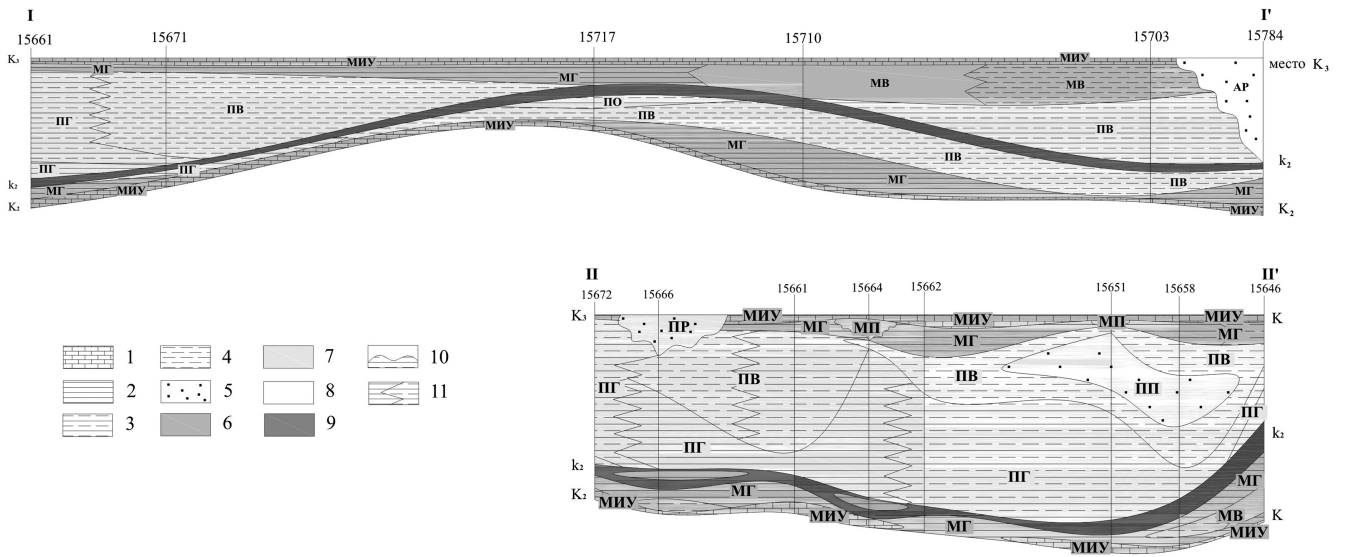 I I'
15661 15671 15717 15710 15703 15784
K₃ МИУ МИУ место K₃
МГ МГ МВ МВ АР
ПВ ПО
ПГ ПВ ПВ
МИУ МГ ПВ
k₂ ПГ ПГ k₂
МГ МИУ МГ ПВ МГ
K₂ МИУ K₂
II II'
15672 15666 15661 15664 15662 15651 15658 15646
K₃ ПР МИУ МГ МП МИУ МП МИУ K
МГ МГ
ПГ ПВ ПВ ПП ПВ
ПГ
ПГ ПГ k₂
k₂ МГ МГ
K₂ МИУ МИУ МГ МВ K
МИУ МИУ
1 4 7 10
2 5 8 11
3 6 9